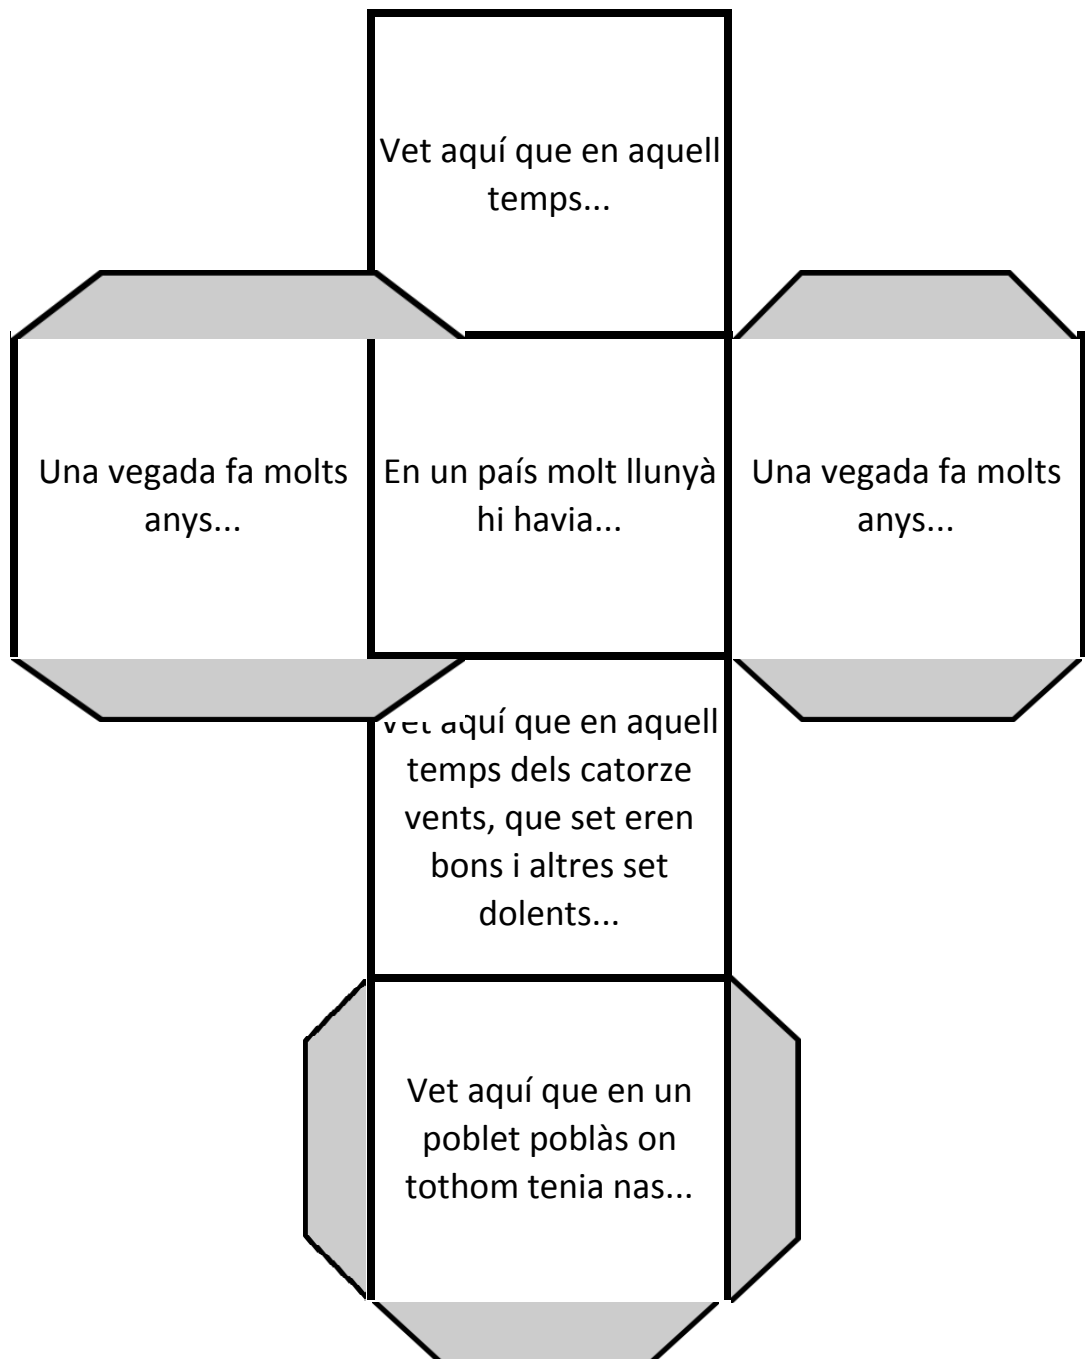 Vet aquí que en aquell
temps...
Una vegada fa molts
anys...
En un país molt llunyà
hi havia...
Una vegada fa molts
anys...
Vet aquí que en aquell
temps dels catorze
vents, que set eren
bons i altres set
dolents...
Vet aquí que en un
poblet poblàs on
tothom tenia nas...